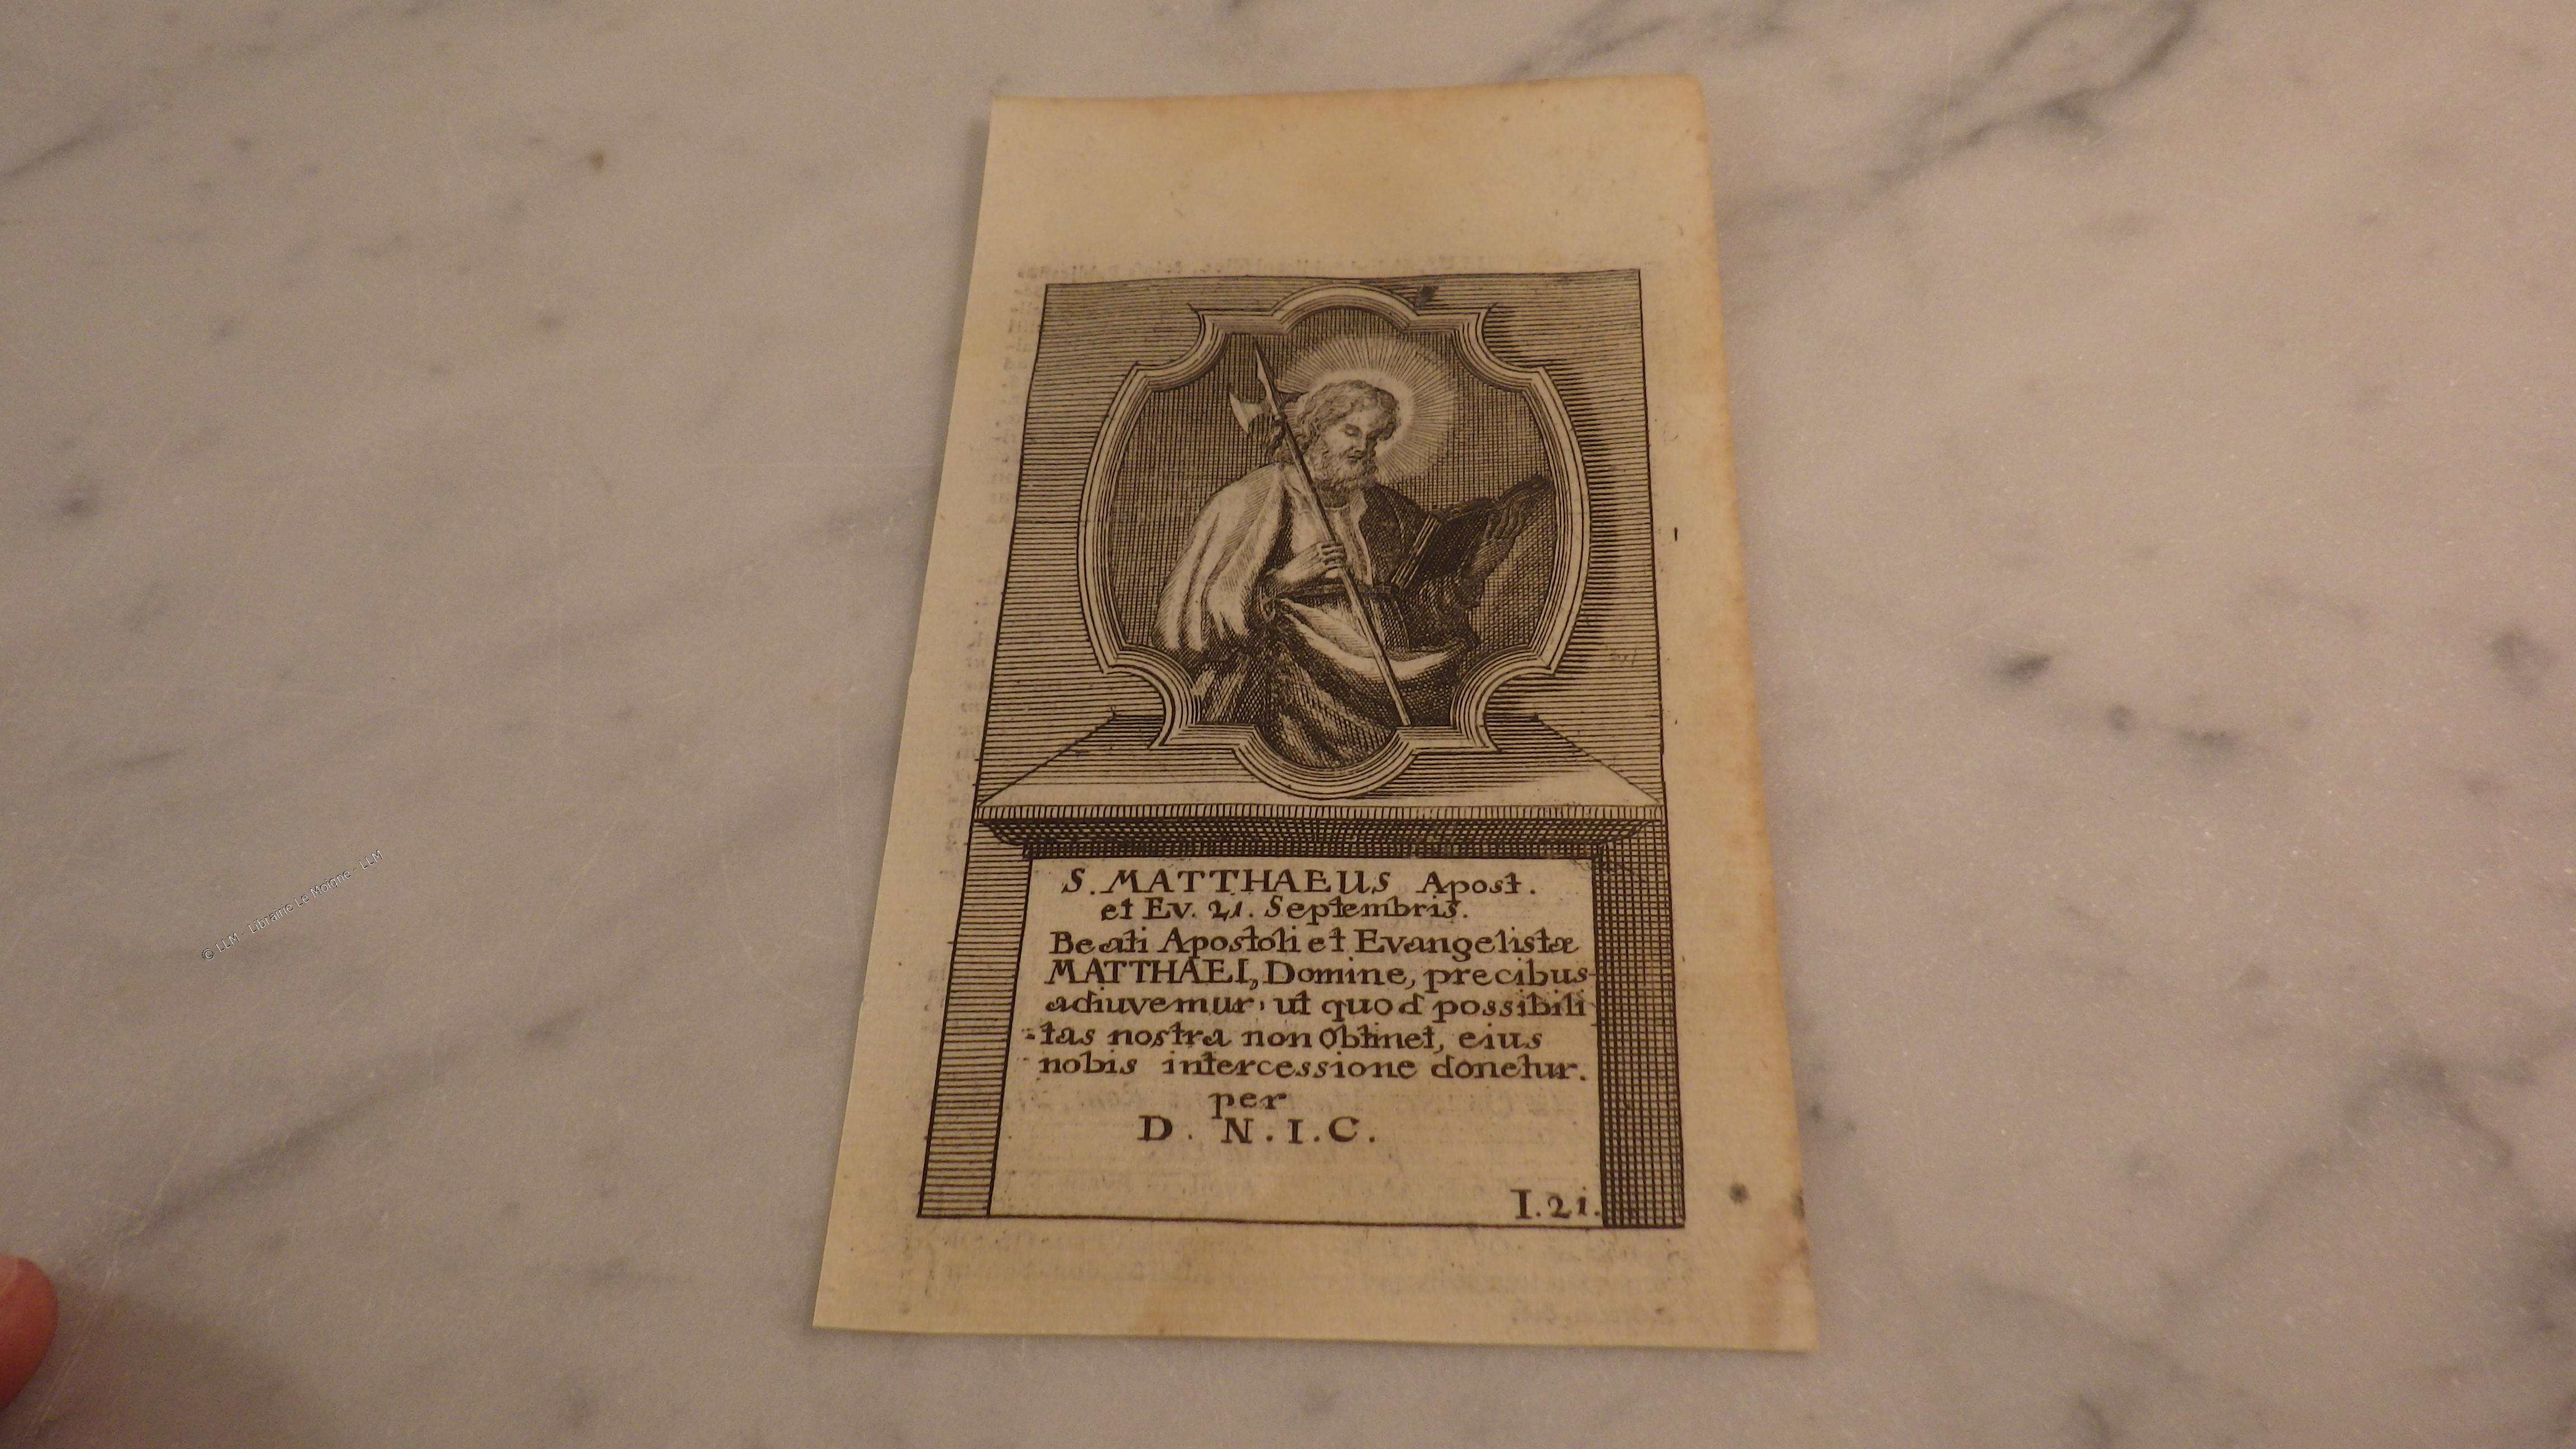 S. MATTHAEUS Apost.
et Ev. 21. Septembris.
Beati Apostoli et Evangelistæ
MATTHAEI, Domine, precibus
adiuvemur: ut quod possibili
-tas nostra non Obtinet, eius
nobis intercessione donetur.
per
D. N. I. C.
I. 21.
© LLM - Librairie Le Moigne - LLM